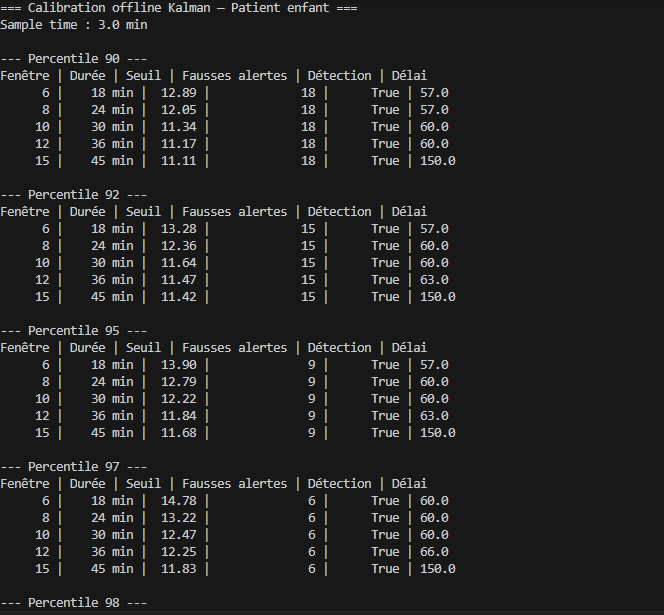 === Calibration offline Kalman – Patient enfant ===
Sample time : 3.0 min
--- Percentile 90 ---
Fenêtre | Durée | Seuil | Fausses alertes | Détection | Délai
6 | 18 min | 12.89 | 18 | True | 57.0
8 | 24 min | 12.05 | 18 | True | 57.0
10 | 30 min | 11.34 | 18 | True | 60.0
12 | 36 min | 11.17 | 18 | True | 60.0
15 | 45 min | 11.11 | 18 | True | 150.0
--- Percentile 92 ---
Fenêtre | Durée | Seuil | Fausses alertes | Détection | Délai
6 | 18 min | 13.28 | 15 | True | 57.0
8 | 24 min | 12.36 | 15 | True | 60.0
10 | 30 min | 11.64 | 15 | True | 60.0
12 | 36 min | 11.47 | 15 | True | 63.0
15 | 45 min | 11.42 | 15 | True | 150.0
--- Percentile 95 ---
Fenêtre | Durée | Seuil | Fausses alertes | Détection | Délai
6 | 18 min | 13.90 | 9 | True | 57.0
8 | 24 min | 12.79 | 9 | True | 60.0
10 | 30 min | 12.22 | 9 | True | 60.0
12 | 36 min | 11.84 | 9 | True | 63.0
15 | 45 min | 11.68 | 9 | True | 150.0
--- Percentile 97 ---
Fenêtre | Durée | Seuil | Fausses alertes | Détection | Délai
6 | 18 min | 14.78 | 6 | True | 60.0
8 | 24 min | 13.22 | 6 | True | 60.0
10 | 30 min | 12.47 | 6 | True | 60.0
12 | 36 min | 12.25 | 6 | True | 66.0
15 | 45 min | 11.83 | 6 | True | 150.0
--- Percentile 98 ---